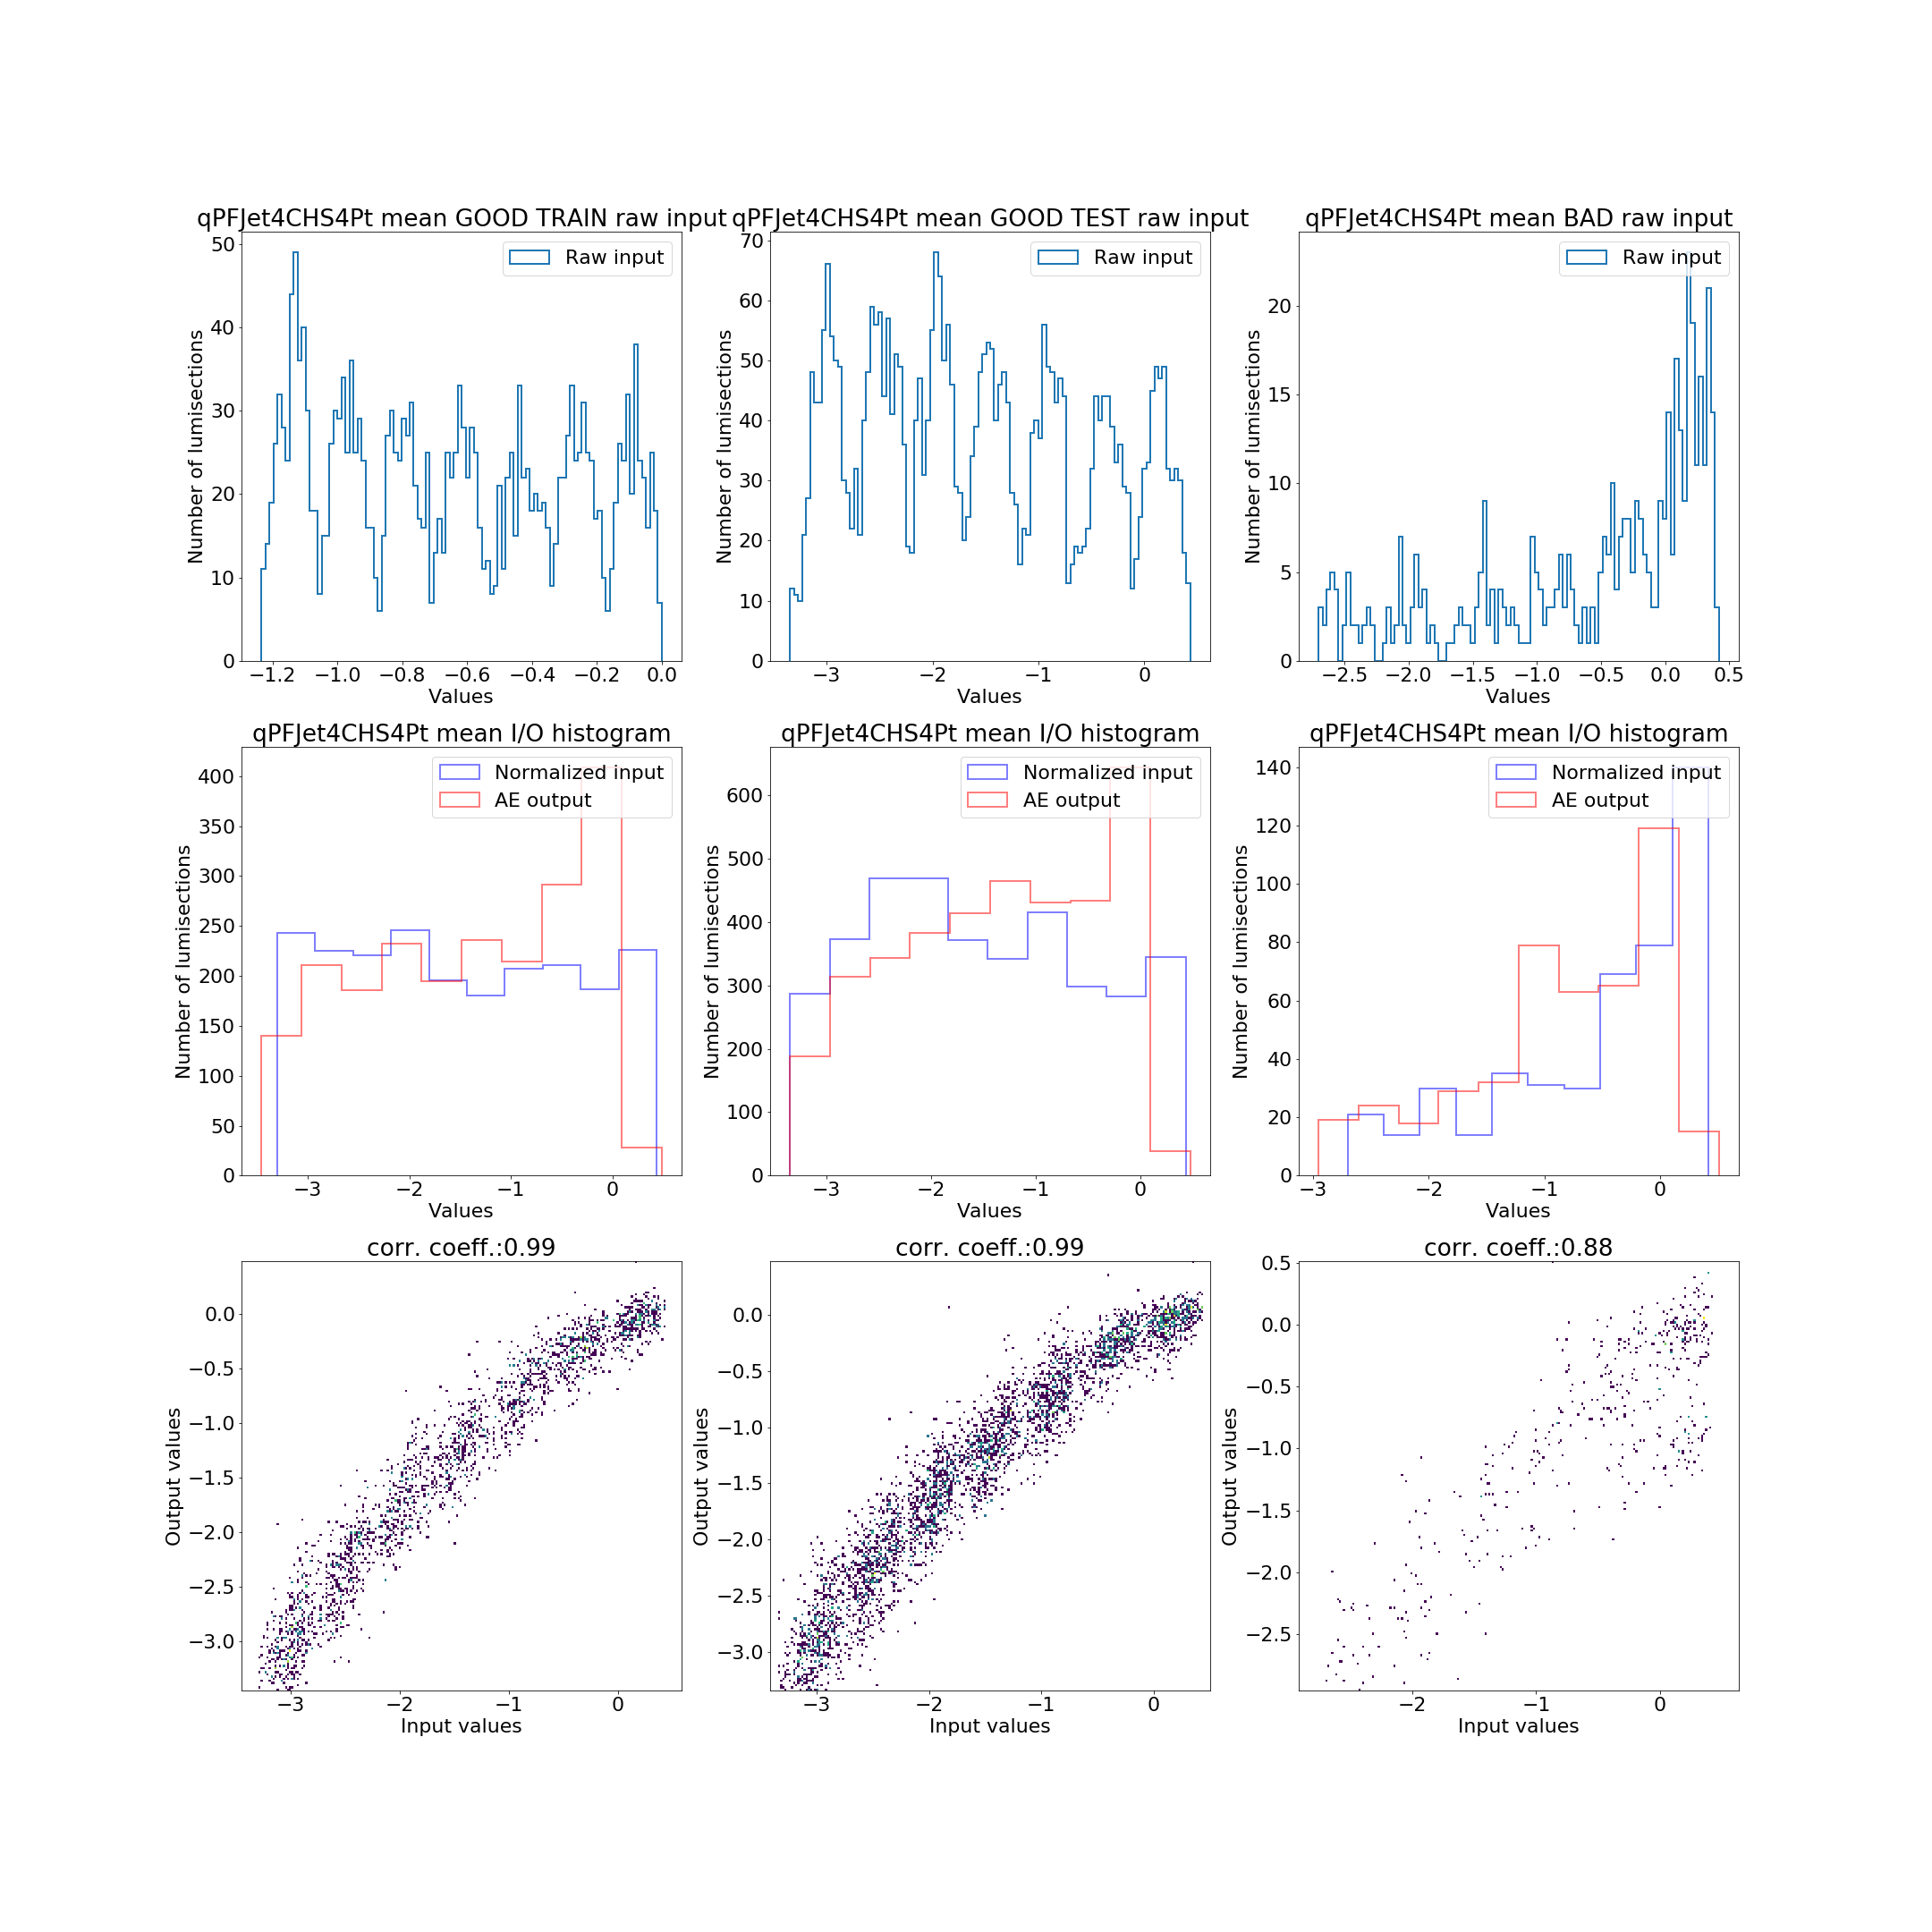 qPFJet4CHS4Pt mean GOOD TRAIN raw input
qPFJet4CHS4Pt mean GOOD TEST raw input
qPFJet4CHS4Pt mean BAD raw input
Raw input
Raw input
Raw input
Number of lumisections
50
40
30
20
10
0
−1.2 −1.0 −0.8 −0.6 −0.4 −0.2 0.0
Values
Number of lumisections
70
60
50
40
30
20
10
0
−3 −2 −1 0
Values
Number of lumisections
20
15
10
5
0
−2.5 −2.0 −1.5 −1.0 −0.5 0.0 0.5
Values
qPFJet4CHS4Pt mean I/O histogram
Normalized input
AE output
Number of lumisections
400
350
300
250
200
150
100
50
0
−3 −2 −1 0
Values
qPFJet4CHS4Pt mean I/O histogram
Normalized input
AE output
Number of lumisections
600
500
400
300
200
100
0
−3 −2 −1 0
Values
qPFJet4CHS4Pt mean I/O histogram
Normalized input
AE output
Number of lumisections
140
120
100
80
60
40
20
0
−3 −2 −1 0
Values
corr. coeff.:0.99
Output values
0.0
−0.5
−1.0
−1.5
−2.0
−2.5
−3.0
−3 −2 −1 0
Input values
corr. coeff.:0.99
Output values
0.0
−0.5
−1.0
−1.5
−2.0
−2.5
−3.0
−3 −2 −1 0
Input values
corr. coeff.:0.88
Output values
0.5
0.0
−0.5
−1.0
−1.5
−2.0
−2.5
−2 −1 0
Input values